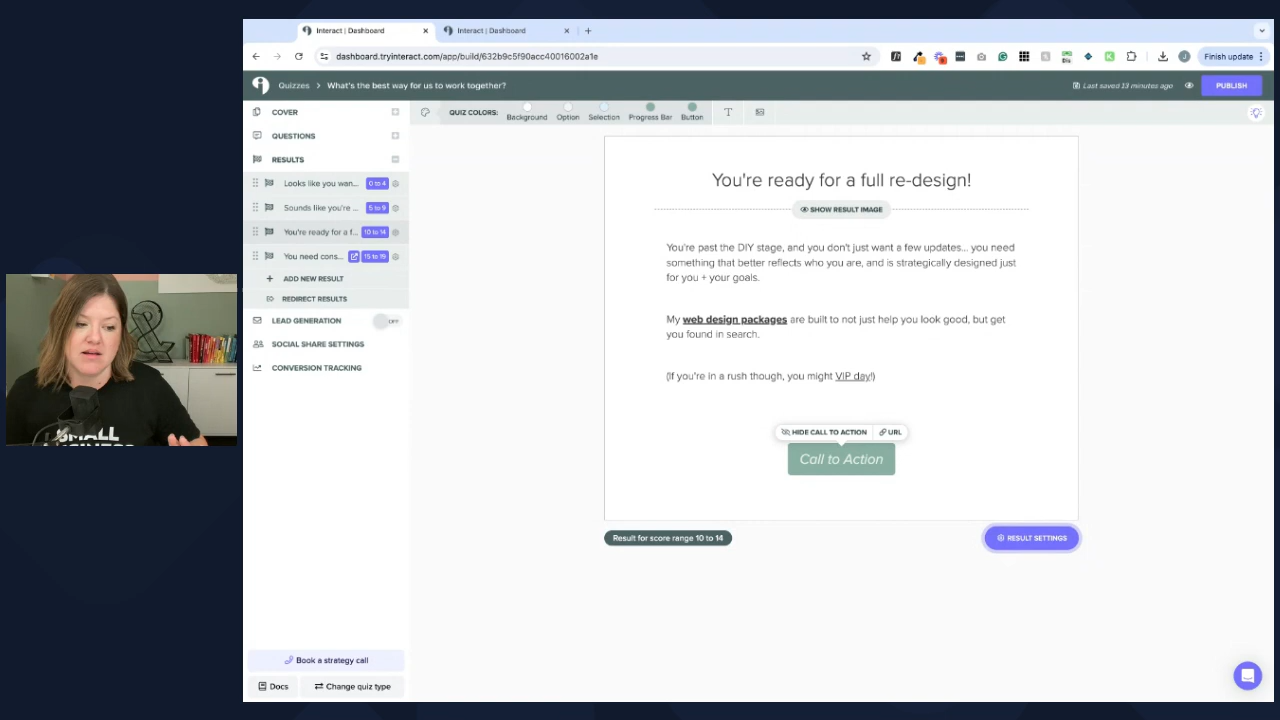 Interact | Dashboard
Interact | Dashboard
dashboard.tryinteract.com/app/build/632b9c5f90acc40016002a1e
Finish update
Quizzes > What's the best way for us to work together?
Last saved 13 minutes ago
PUBLISH
COVER
QUESTIONS
RESULTS
Looks like you wan... 0 to 4
Sounds like you're ... 5 to 9
You're ready for a f... 10 to 14
You need cons... 15 to 19
ADD NEW RESULT
REDIRECT RESULTS
LEAD GENERATION OFF
SOCIAL SHARE SETTINGS
CONVERSION TRACKING
QUIZ COLORS: Background Option Selection Progress Bar Button
You're ready for a full re-design!
SHOW RESULT IMAGE
You're past the DIY stage, and you don't just want a few updates... you need
something that better reflects who you are, and is strategically designed just
for you + your goals.
My web design packages are built to not just help you look good, but get
you found in search.
(If you're in a rush though, you might VIP day!)
HIDE CALL TO ACTION URL
Call to Action
Result for score range 10 to 14
RESULT SETTINGS
Book a strategy call
Docs
Change quiz type
SMALL
BUSINESS